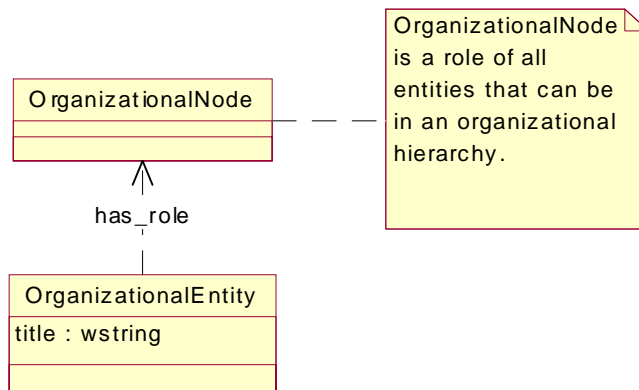 OrganizationalNode
OrganizationalNode
is a role of all
entities that can be
in an organizational
hierarchy.
has_role
OrganizationalEntity
title : wstring